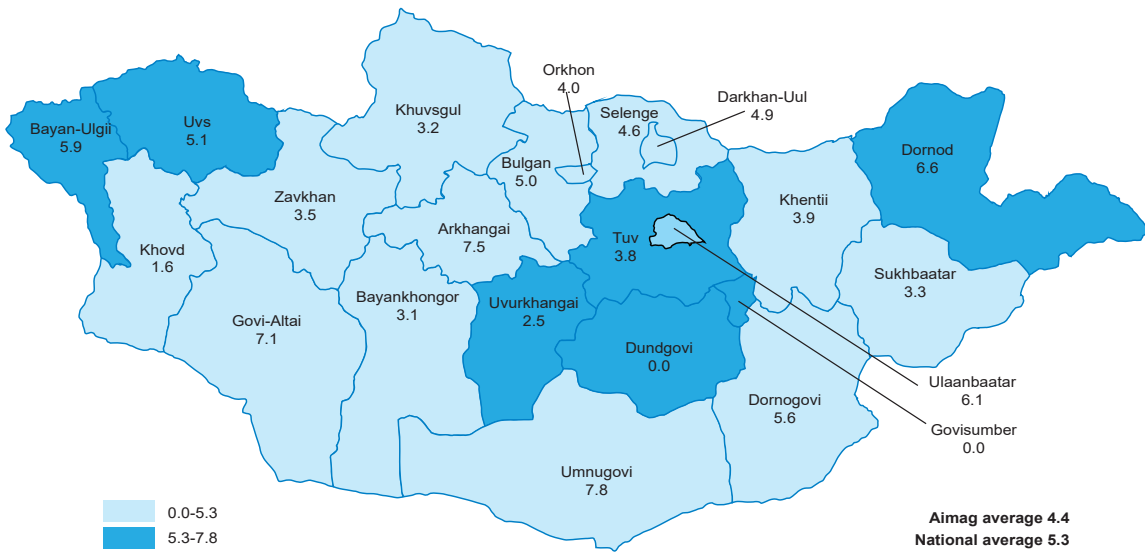 Orkhon
4.0
Darkhan-Uul
4.9
Khuvsgul
3.2
Selenge
4.6
Bayan-Ulgii
5.9
Uvs
5.1
Dornod
6.6
Bulgan
5.0
Zavkhan
3.5
Khentii
3.9
Arkhangai
7.5
Tuv
3.8
Khovd
1.6
Sukhbaatar
3.3
Bayankhongor
3.1
Uvurkhangai
2.5
Govi-Altai
7.1
Dundgovi
0.0
Ulaanbaatar
6.1
Dornogovi
5.6
Govisumber
0.0
Umnugovi
7.8
0.0-5.3
5.3-7.8
Aimag average 4.4
National average 5.3